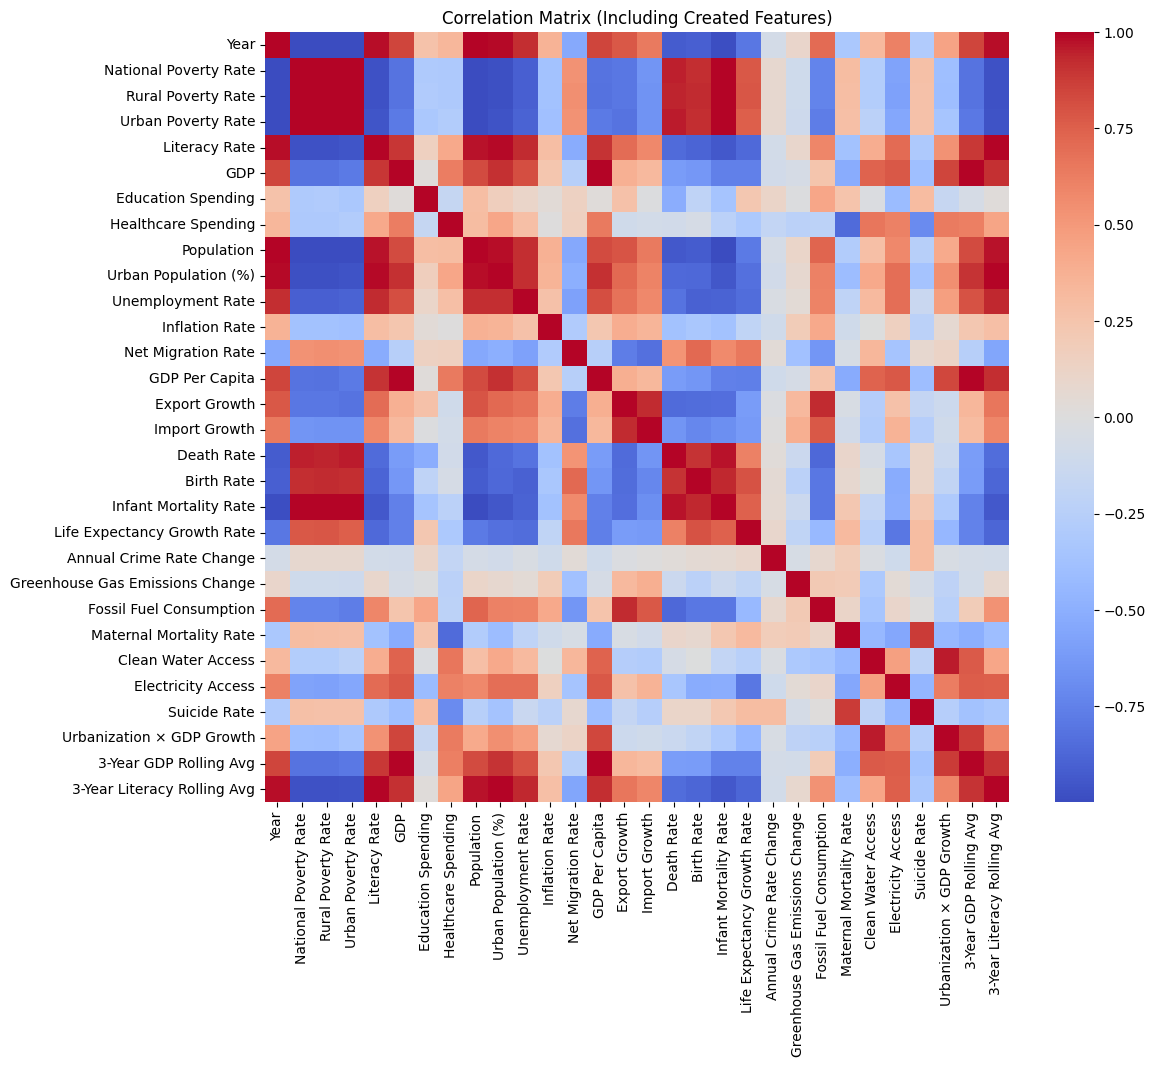 Correlation Matrix (Including Created Features)
Year
National Poverty Rate
Rural Poverty Rate
Urban Poverty Rate
Literacy Rate
GDP
Education Spending
Healthcare Spending
Population
Urban Population (%)
Unemployment Rate
Inflation Rate
Net Migration Rate
GDP Per Capita
Export Growth
Import Growth
Death Rate
Birth Rate
Infant Mortality Rate
Life Expectancy Growth Rate
Annual Crime Rate Change
Greenhouse Gas Emissions Change
Fossil Fuel Consumption
Maternal Mortality Rate
Clean Water Access
Electricity Access
Suicide Rate
Urbanization × GDP Growth
3-Year GDP Rolling Avg
3-Year Literacy Rolling Avg
Year
National Poverty Rate
Rural Poverty Rate
Urban Poverty Rate
Literacy Rate
GDP
Education Spending
Healthcare Spending
Population
Urban Population (%)
Unemployment Rate
Inflation Rate
Net Migration Rate
GDP Per Capita
Export Growth
Import Growth
Death Rate
Birth Rate
Infant Mortality Rate
Life Expectancy Growth Rate
Annual Crime Rate Change
Greenhouse Gas Emissions Change
Fossil Fuel Consumption
Maternal Mortality Rate
Clean Water Access
Electricity Access
Suicide Rate
Urbanization × GDP Growth
3-Year GDP Rolling Avg
3-Year Literacy Rolling Avg
1.00
0.75
0.50
0.25
0.00
−0.25
−0.50
−0.75